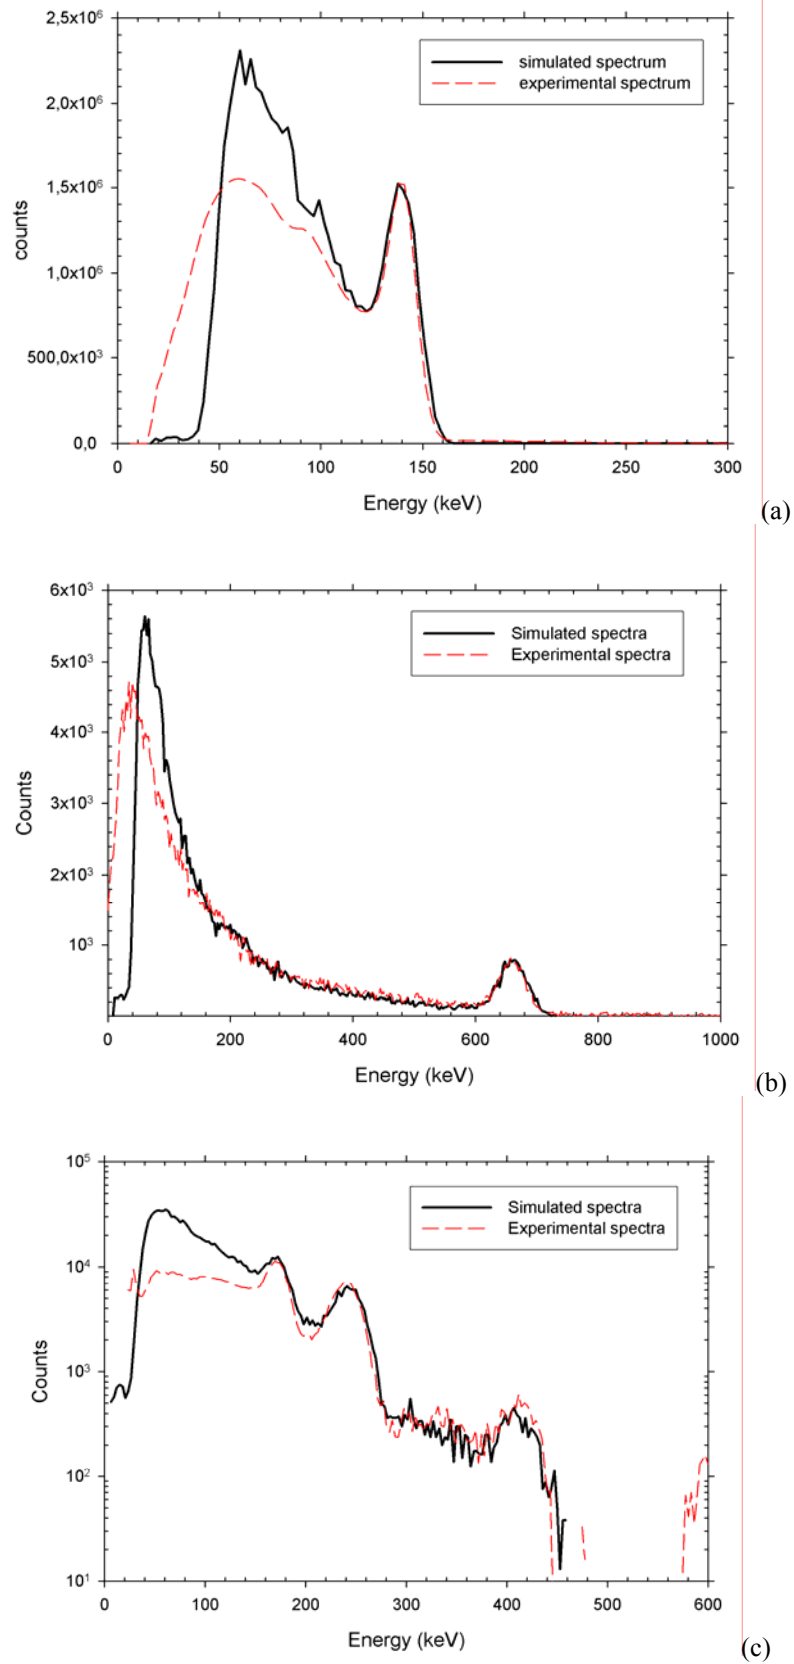 2,5x10⁶
2,0x10⁶
1,5x10⁶
1,0x10⁶
500,0x10³
0,0
counts
simulated spectrum
experimental spectrum
0 50 100 150 200 250 300
Energy (keV)
(a)
6x10³
5x10³
4x10³
3x10³
2x10³
10³
Counts
Simulated spectra
Experimental spectra
0 200 400 600 800 1000
Energy (keV)
(b)
10⁵
10⁴
10³
10²
10¹
Counts
Simulated spectra
Experimental spectra
0 100 200 300 400 500 600
Energy (keV)
(c)